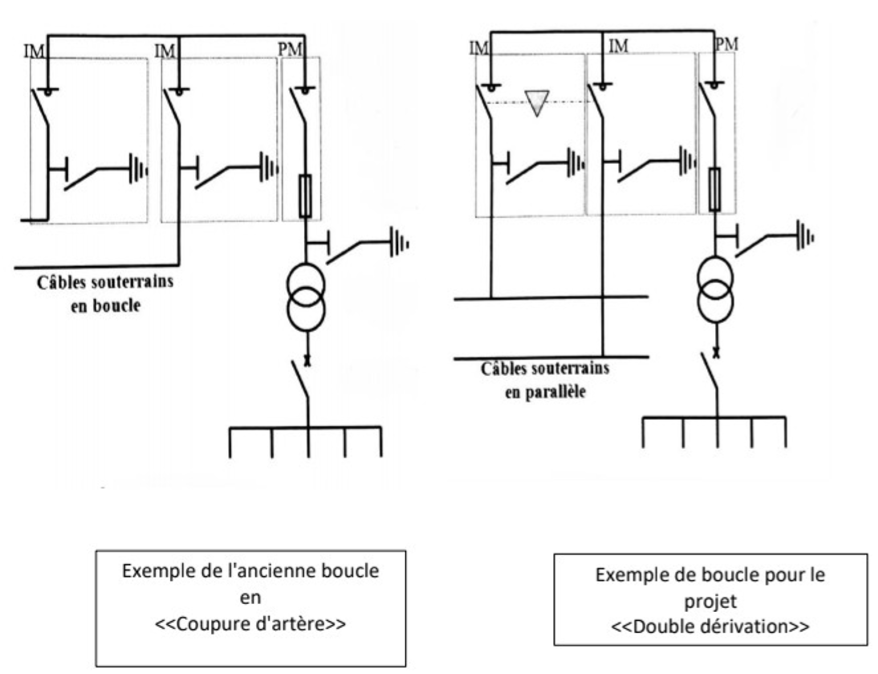 IM
IM
PM
Câbles souterrains
en boucle
IM
IM
PM
Câbles souterrains
en parallèle
Exemple de l'ancienne boucle
en
<<Coupure d'artère>>
Exemple de boucle pour le
projet
<<Double dérivation>>